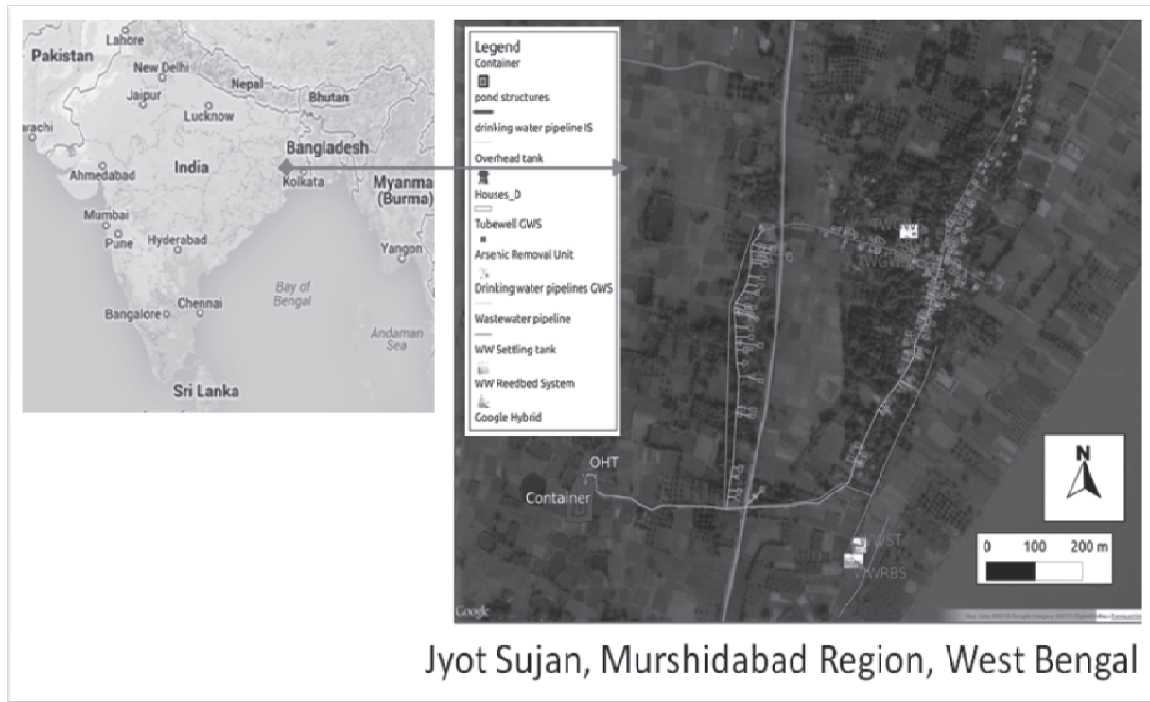 Lahore
Pakistan
New Delhi
Nepal
Jaipur
Bhutan
Lucknow
arachi
Bangladesh
India
Ahmedabad
Kolkata
Myanma
(Burma)
Mumbai
Pune
Hyderabad
Yangon
Bay of
Bengal
Bangalore
Chennai
Andaman
Sea
Sri Lanka
Legend
Container
pond structures
drinking water pipeline IS
Overhead tank
Houses_D
Tubewell GWS
Arsenic Removal Unit
Drinking water pipelines GWS
Wastewater pipeline
WW Settling tank
WW Reedbed System
Google Hybrid
OHT
Container
WWST
WWRBS
N
0 100 200 m
Google
Jyot Sujan, Murshidabad Region, West Bengal